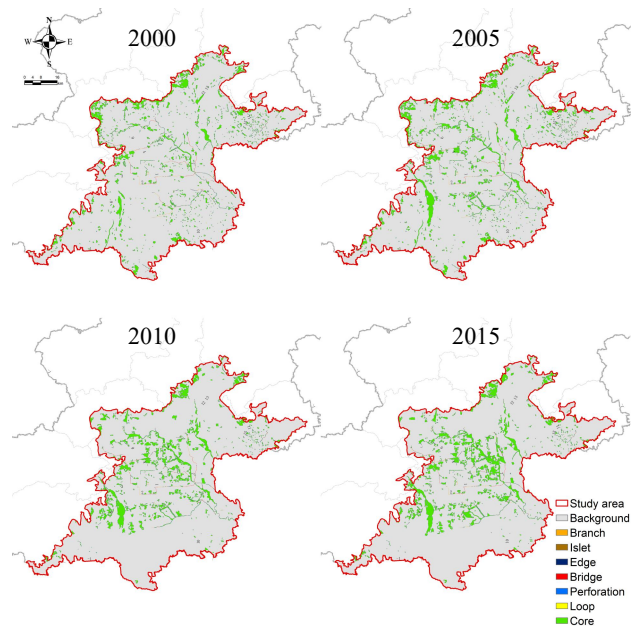 2000
2005
N
W
E
S
2010
2015
Study area
Background
Branch
Islet
Edge
Bridge
Perforation
Loop
Core